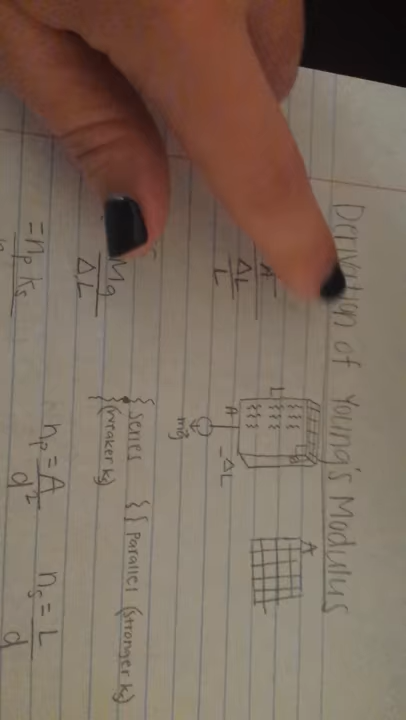 Derivation of Young's Modulus
A
ΔL
L
L
A
-ΔL
mg
A
Mg
ΔL
{ Series
{ (weaker ks)
{{ Parallel (stronger ks)
= np ks
np = A
d²
ns = L
d